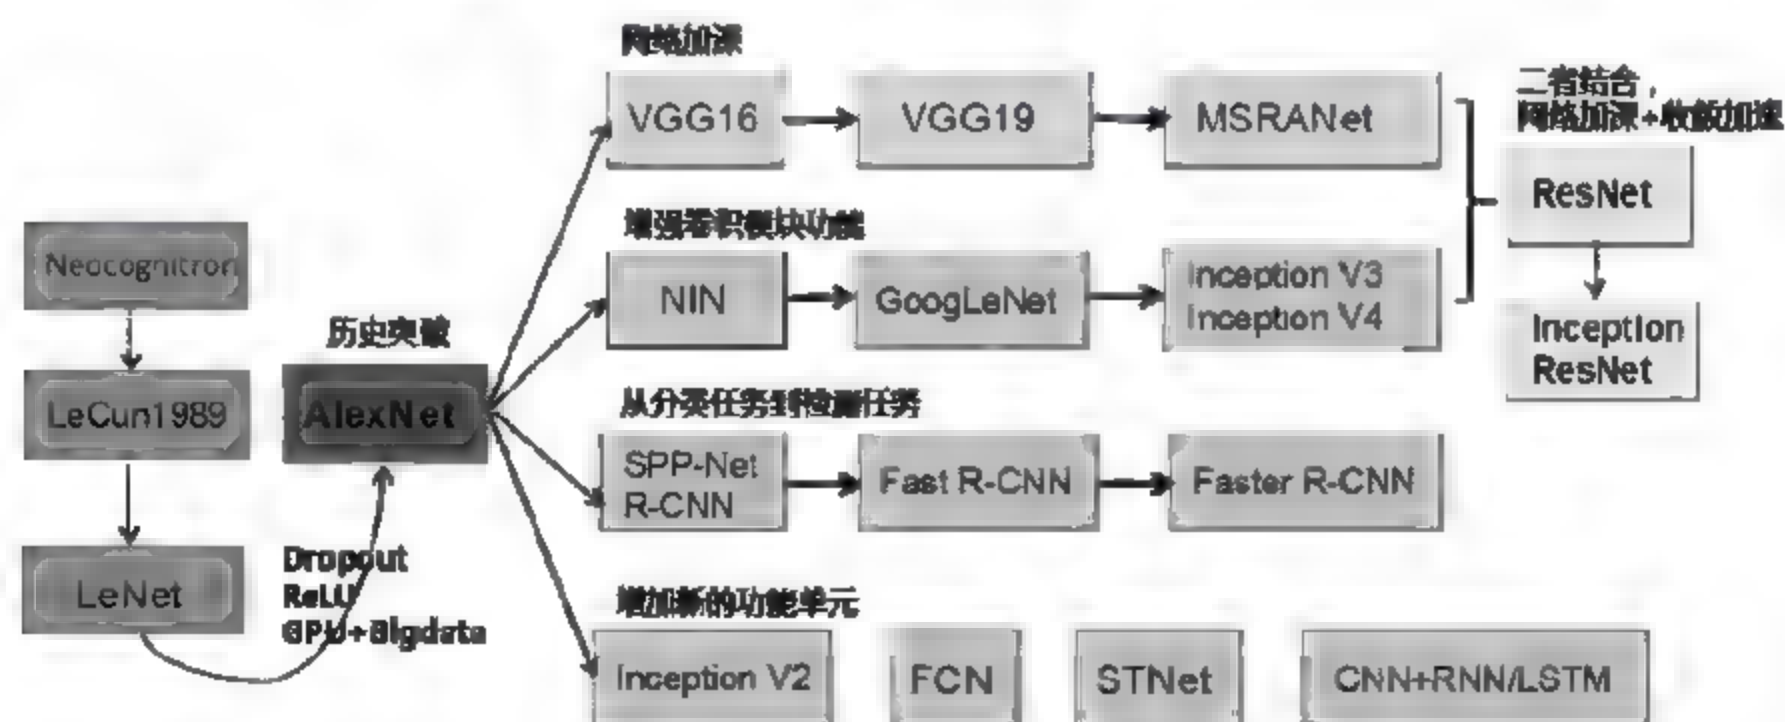 网络加深
VGG16
VGG19
MSRANet
二者结合，
网络加深+收敛加速
ResNet
Inception
ResNet
增强卷积模块功能
NIN
GoogLeNet
Inception V3
Inception V4
Neocognitron
LeCun1989
LeNet
历史突破
AlexNet
Dropout
ReLU
GPU+Bigdata
从分类任务到检测任务
SPP-Net
R-CNN
Fast R-CNN
Faster R-CNN
增加新的功能单元
Inception V2
FCN
STNet
CNN+RNN/LSTM